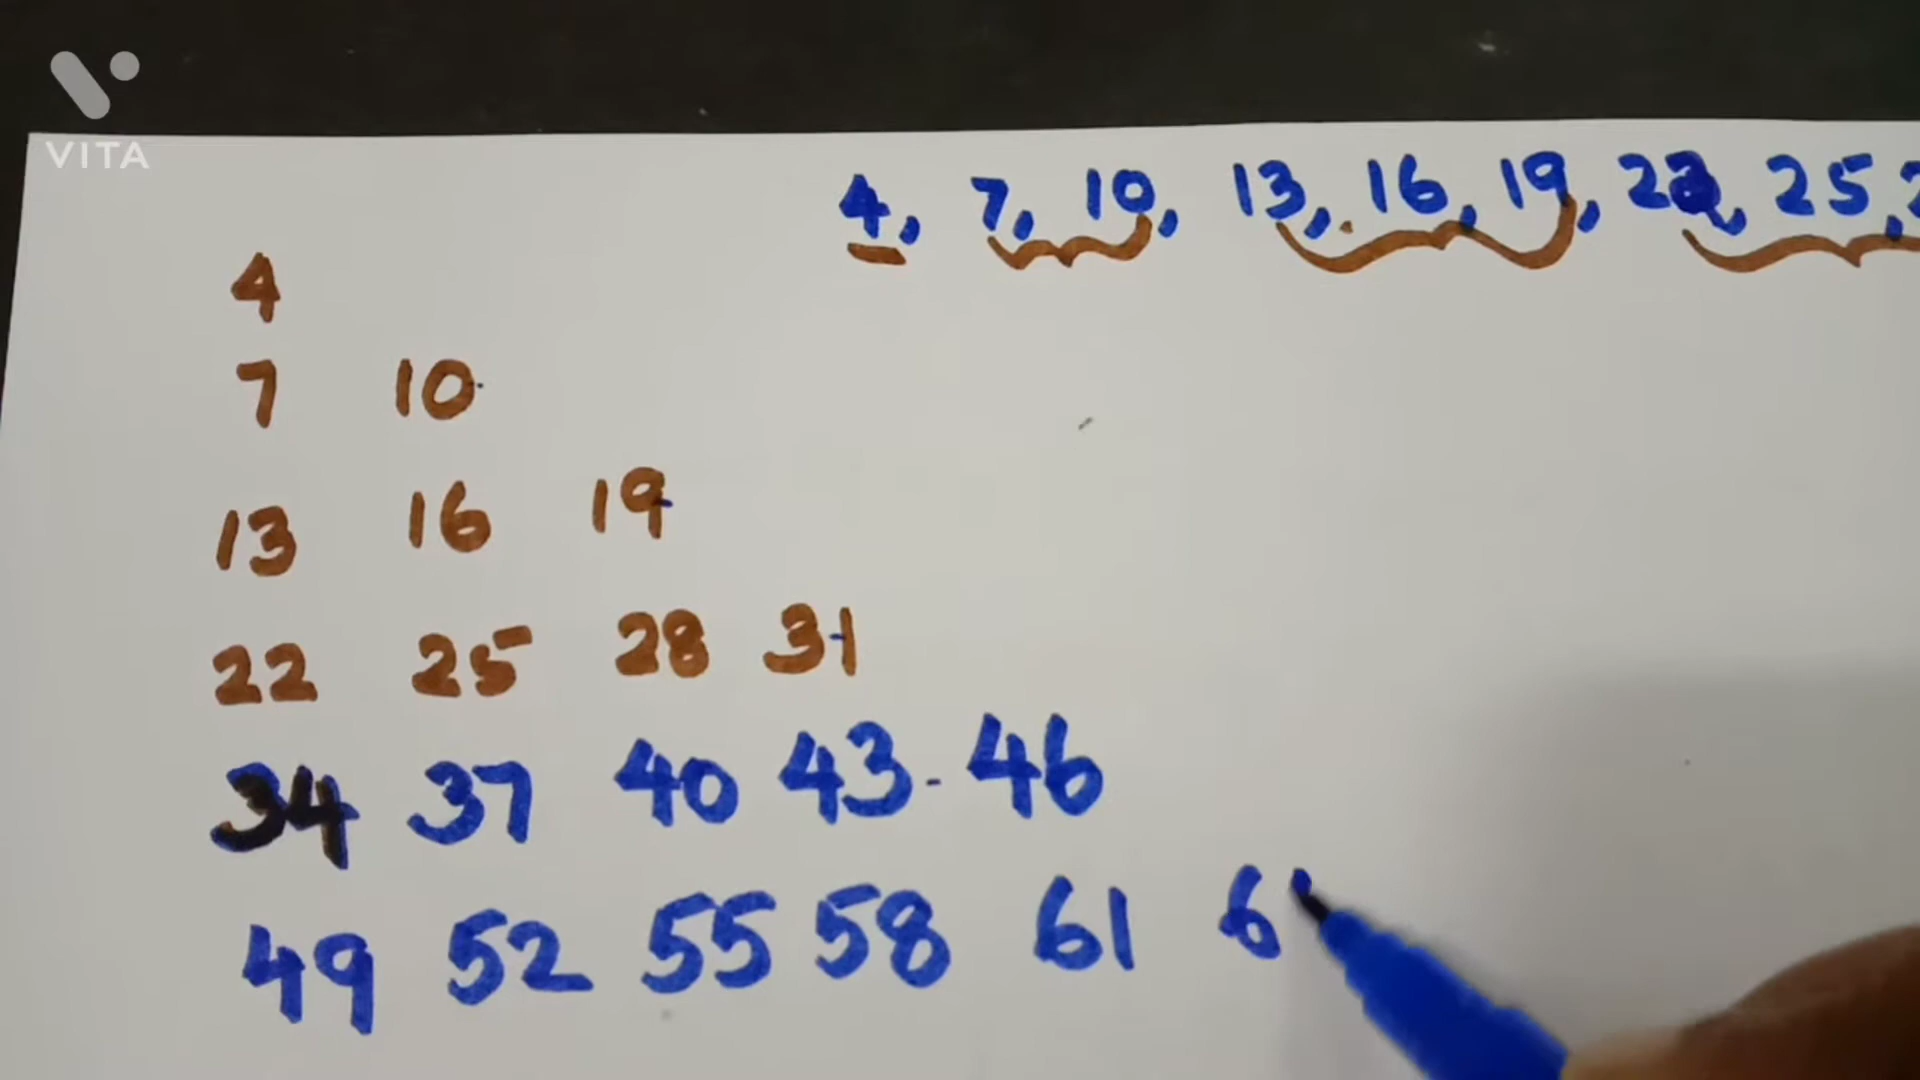 VITA
4, 7, 10, 13, 16, 19, 22, 25,
4
7 10
13 16 19
22 25 28 31
34 37 40 43 46
49 52 55 58 61 6